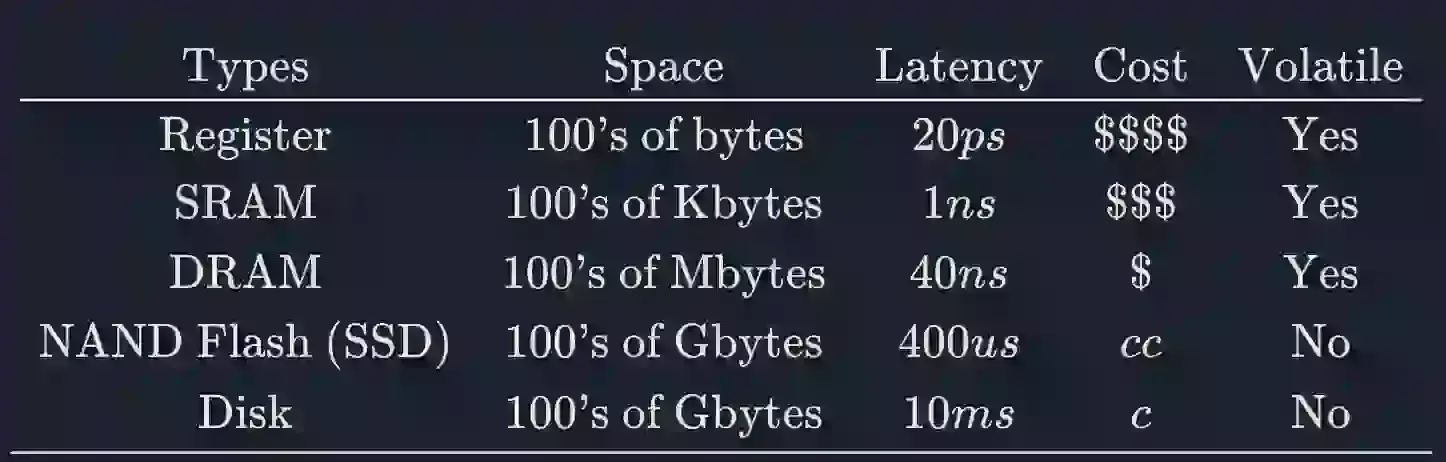 Types Space Latency Cost Volatile
Register 100's of bytes 20ps $$$$ Yes
SRAM 100's of Kbytes 1ns $$$ Yes
DRAM 100's of Mbytes 40ns $ Yes
NAND Flash (SSD) 100's of Gbytes 400us cc No
Disk 100's of Gbytes 10ms c No